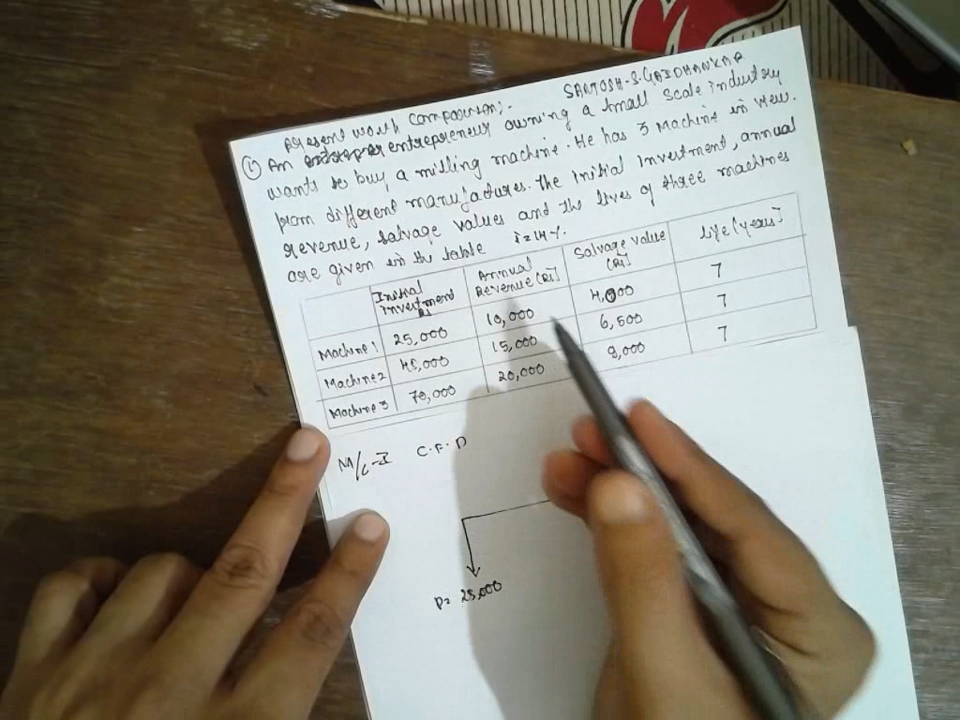 SANTOSH.S.GAIDHANKAR
Present worth Comparison:-
① An entrepreneur owning a small scale industry
wants to buy a milling machine. He has 3 machine in view.
from different manufactures. The initial investment, annual
revenue, salvage values and the lives of three machines
are given in the table i=14%.
Initial Investment Annual Revenue Salvage Value Life (years)
Machine 1 25,000 10,000 4,000 7
Machine 2 45,000 15,000 6,500 7
Machine 3 70,000 20,000 9,000 7
M/C-I C.F.D
P= 25,000